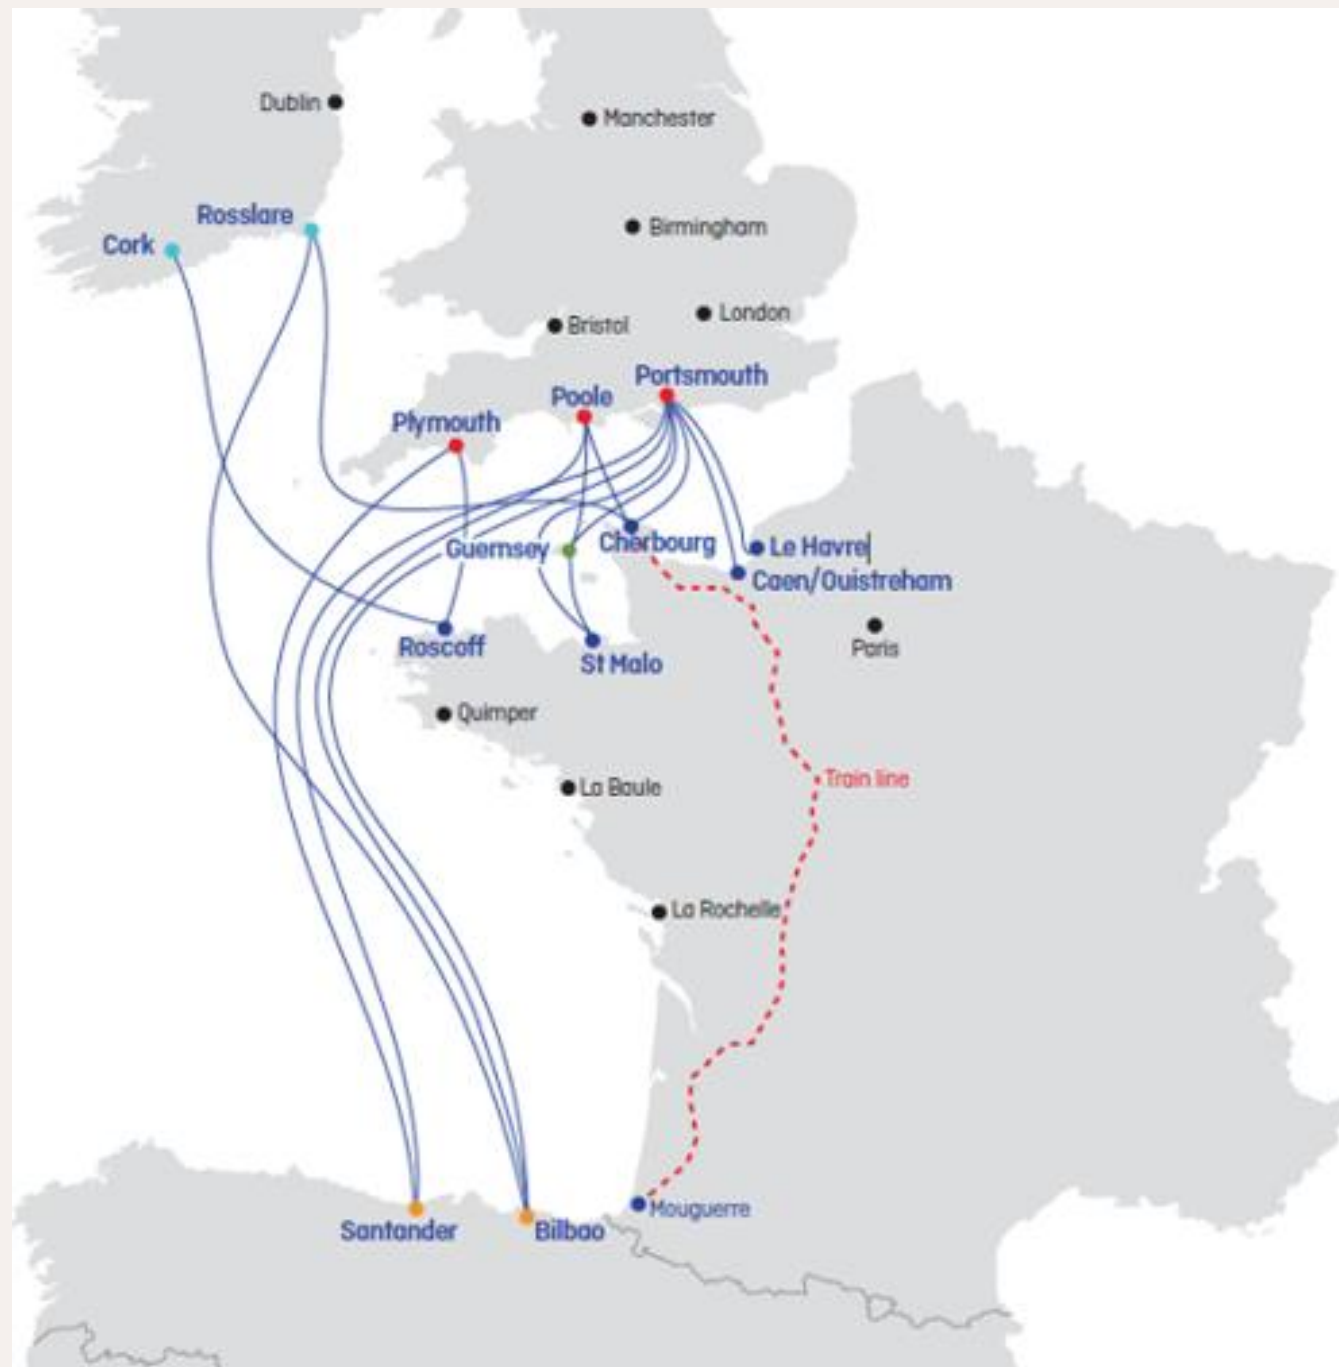 Dublin
Manchester
Rosslare
Birmingham
Cork
London
Bristol
Portsmouth
Poole
Plymouth
Guernsey
Cherbourg
Le Havre
Caen/Ouistreham
Roscoff
St Malo
Paris
Quimper
Train line
La Baule
La Rochelle
Mouguerre
Santander
Bilbao